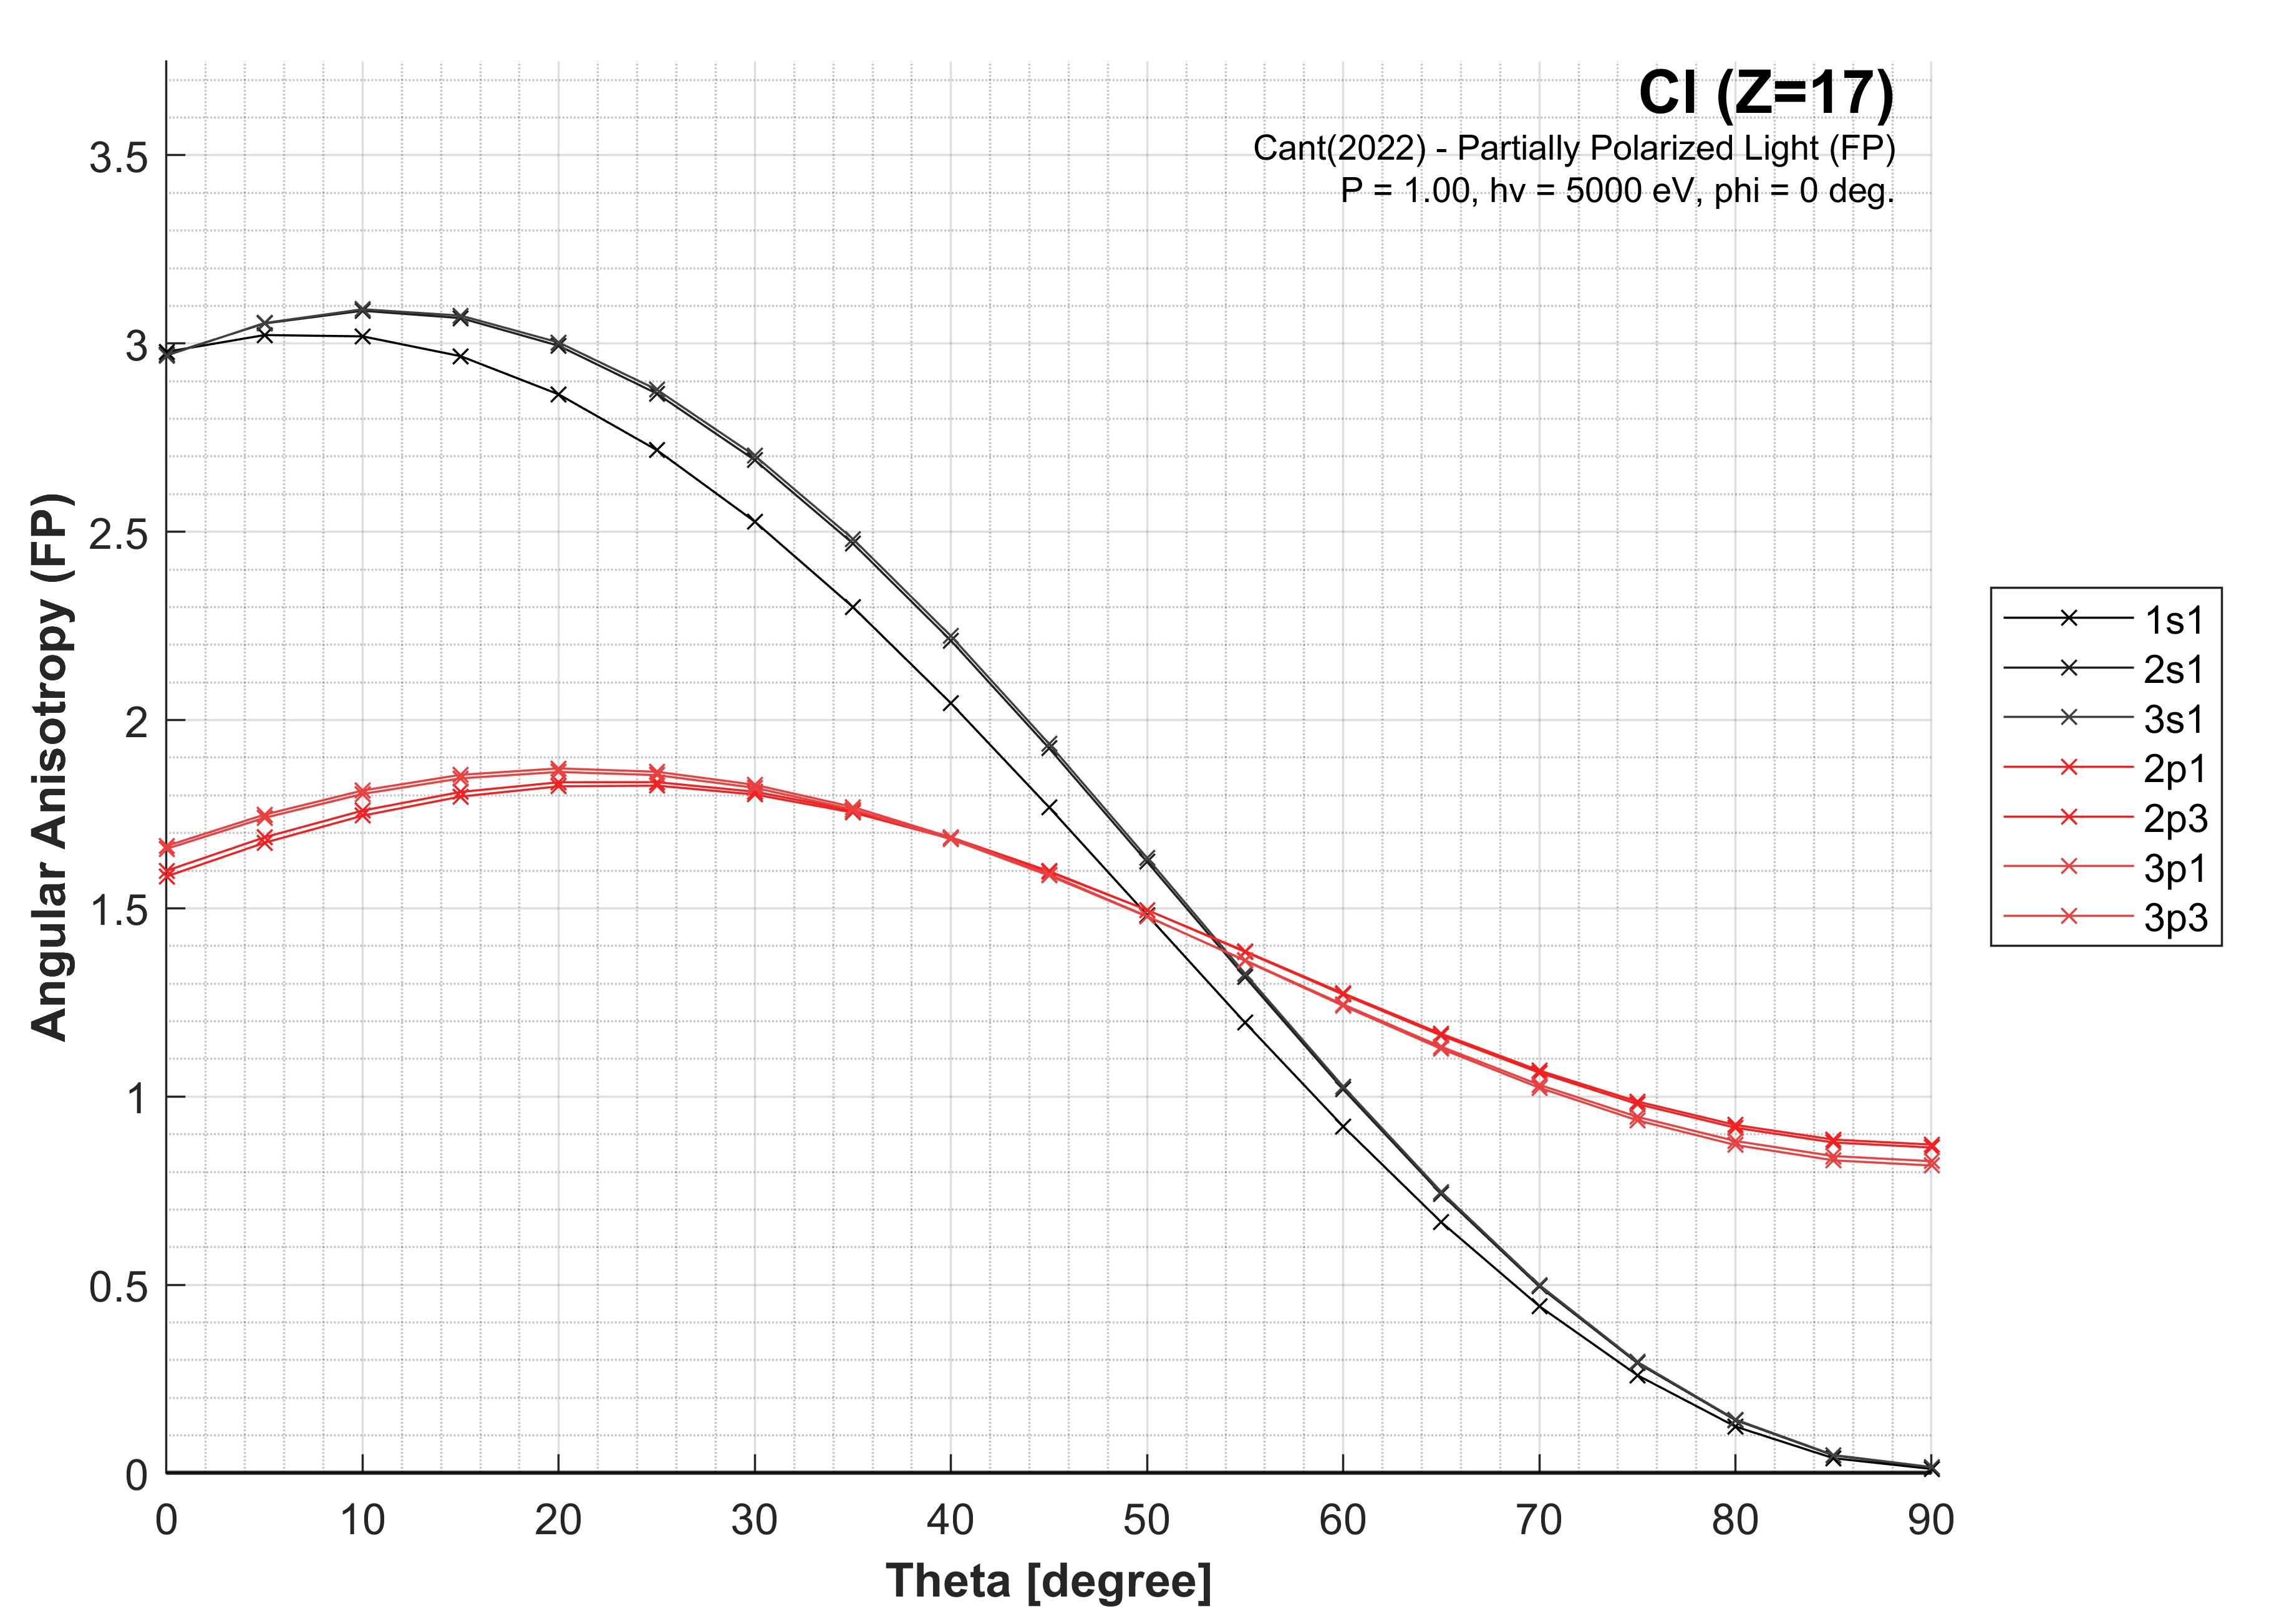 Cl (Z=17)
Cant(2022) - Partially Polarized Light (FP)
P = 1.00, hv = 5000 eV, phi = 0 deg.
Angular Anisotropy (FP)
3.5
3
2.5
2
1.5
1
0.5
0
0 10 20 30 40 50 60 70 80 90
Theta [degree]
1s1
2s1
3s1
2p1
2p3
3p1
3p3